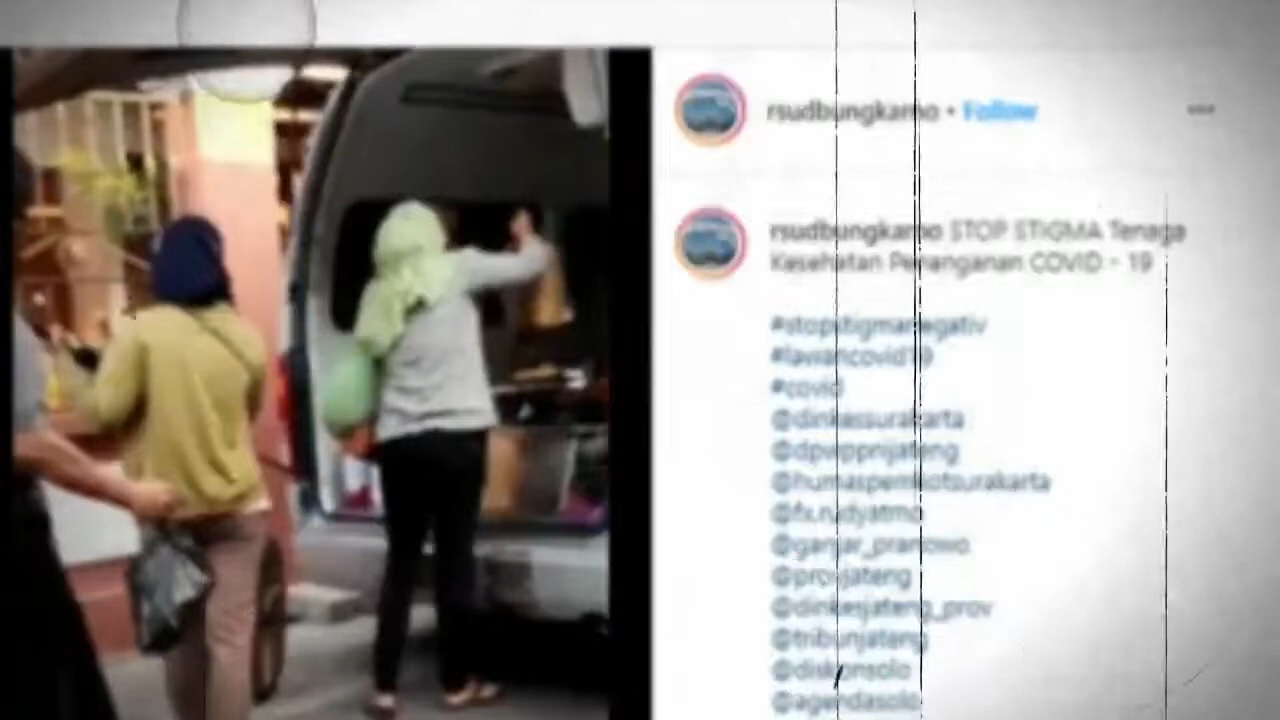 rsudbungkarno • Follow
rsudbungkarno STOP STIGMA Tenaga
Kesehatan Penanganan COVID - 19
#stopstigmanegativ
#lawancovid19
#covid
@dinkessurakarta
@dpwppnijateng
@humaspemkotsurakarta
@fx.rudyatmo
@ganjar_pranowo
@provjateng
@dinkesjateng_prov
@tribunjateng
@diskminsolo
@agendasolo